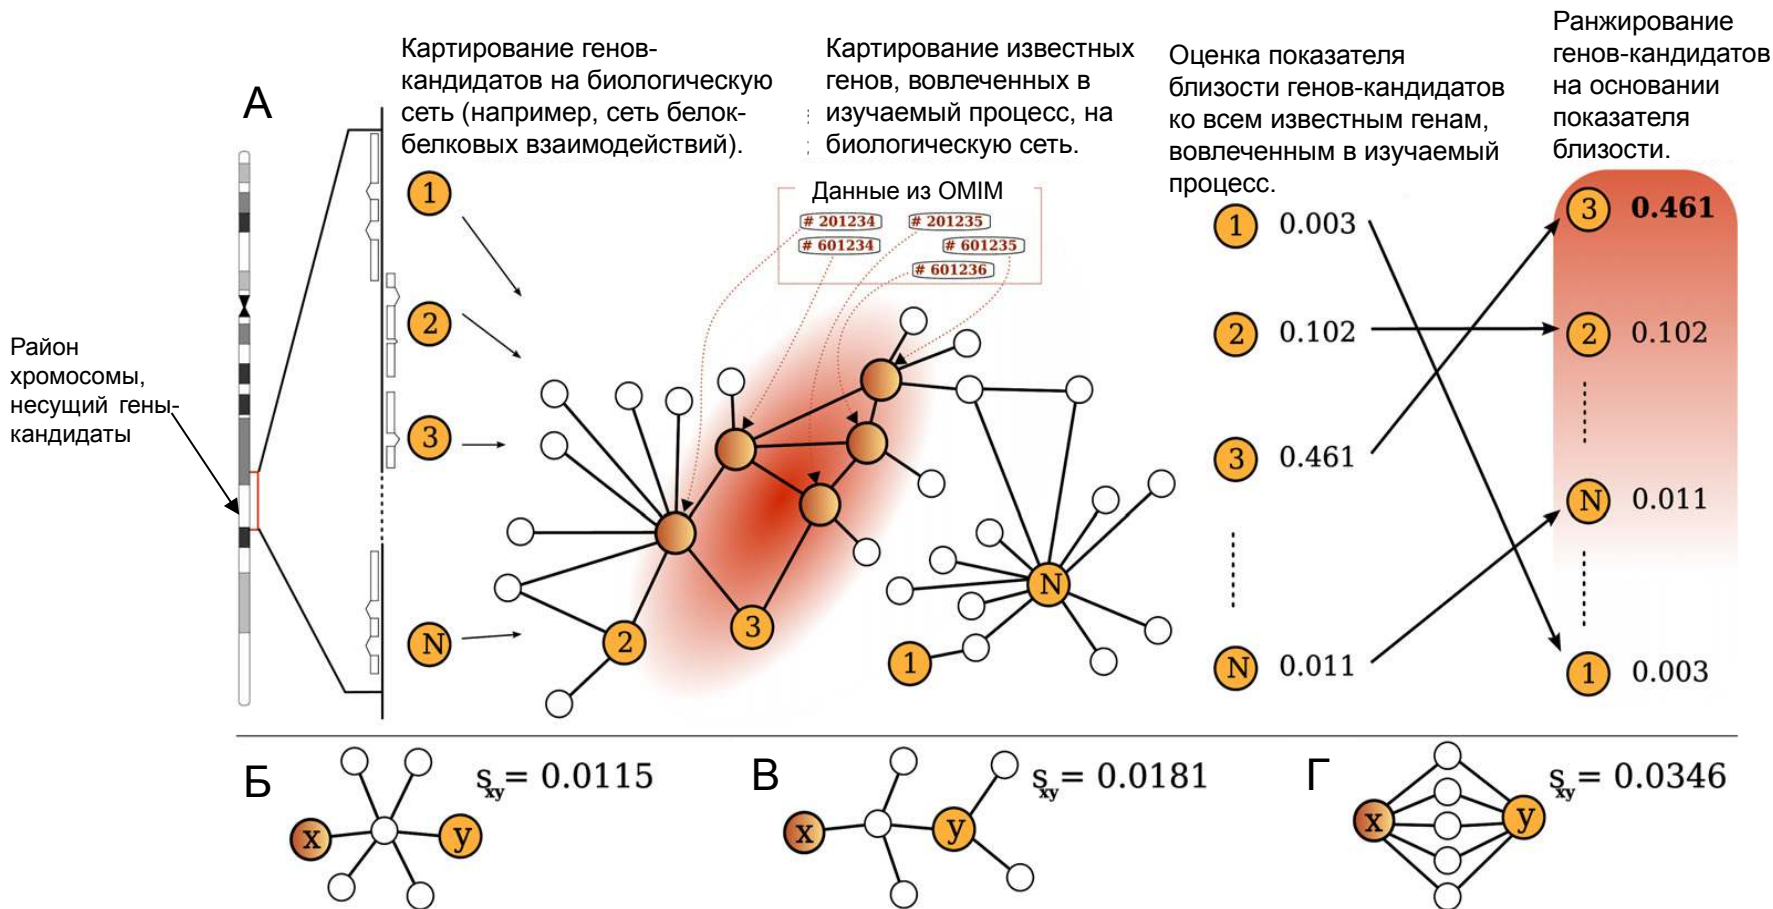 Картирование генов-
кандидатов на биологическую
сеть (например, сеть белок-
белковых взаимодействий).
Картирование известных
генов, вовлеченных в
изучаемый процесс, на
биологическую сеть.
Оценка показателя
близости генов-кандидатов
ко всем известным генам,
вовлеченным в изучаемый
процесс.
Ранжирование
генов-кандидатов
на основании
показателя
близости.
А
Район
хромосомы,
несущий гены-
кандидаты
1
2
3
N
Данные из OMIM
# 201234
# 201235
# 601234
# 601235
# 601236
2
3
N
1
1 0.003
2 0.102
3 0.461
N 0.011
3 0.461
2 0.102
N 0.011
1 0.003
Б
x
y
sxy = 0.0115
В
x
y
sxy = 0.0181
Г
x
y
sxy = 0.0346